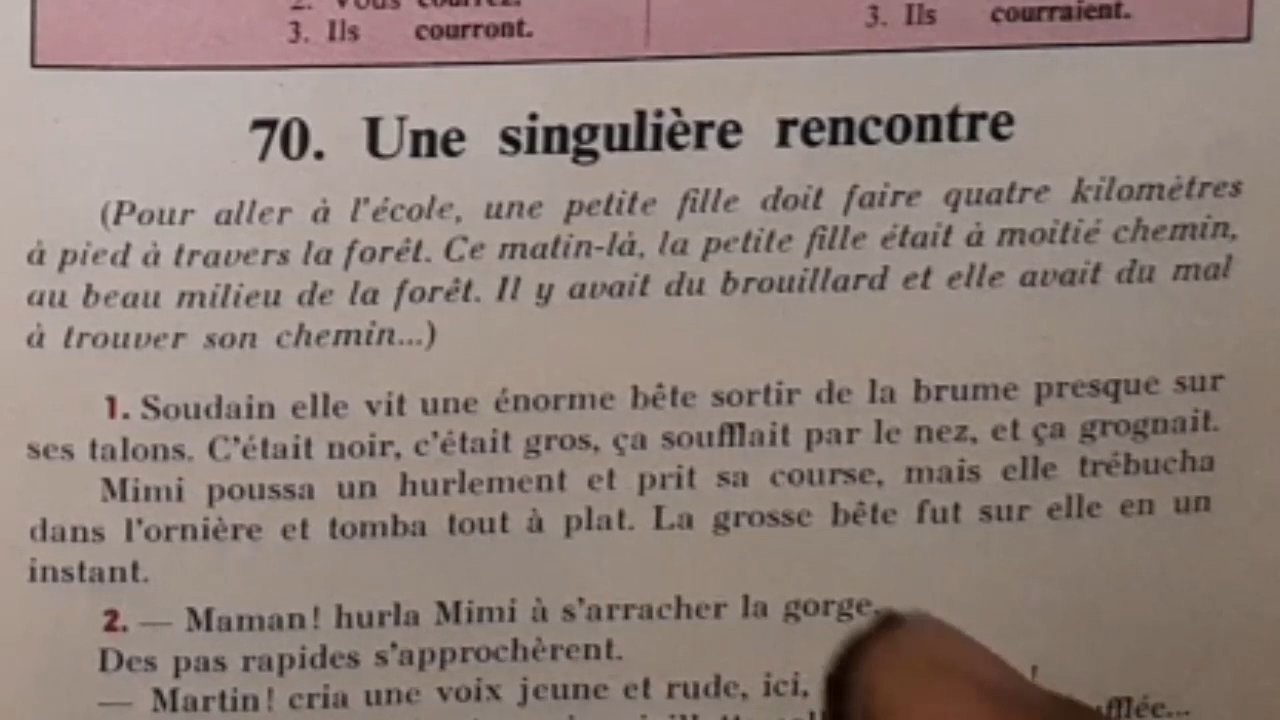 2. Vous courrez.
3. Ils courront.
3. Ils courraient.
70. Une singulière rencontre
(Pour aller à l'école, une petite fille doit faire quatre kilomètres
à pied à travers la forêt. Ce matin-là, la petite fille était à moitié chemin,
au beau milieu de la forêt. Il y avait du brouillard et elle avait du mal
à trouver son chemin...)
1. Soudain elle vit une énorme bête sortir de la brume presque sur
ses talons. C'était noir, c'était gros, ça soufflait par le nez, et ça grognait.
Mimi poussa un hurlement et prit sa course, mais elle trébucha
dans l'ornière et tomba tout à plat. La grosse bête fut sur elle en un
instant.
2. — Maman! hurla Mimi à s'arracher la gorge.
Des pas rapides s'approchèrent.
— Martin! cria une voix jeune et rude, ici,